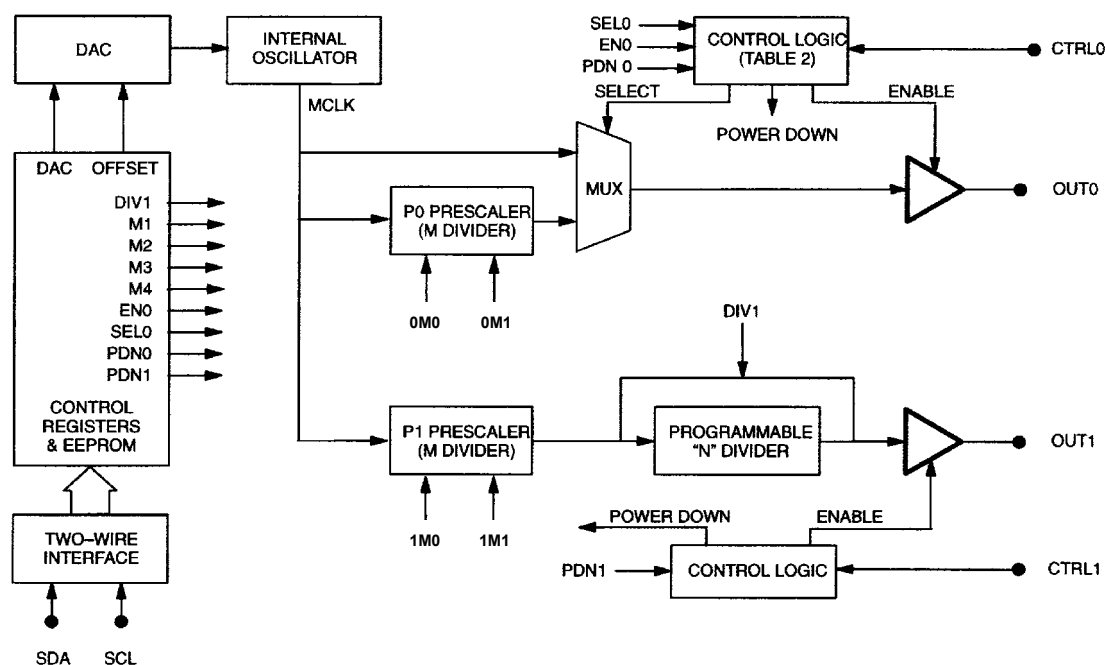 DAC
INTERNAL
OSCILLATOR
MCLK
SEL0
EN0
PDN 0
CONTROL LOGIC
(TABLE 2)
CTRL0
SELECT
POWER DOWN
ENABLE
MUX
OUT0
P0 PRESCALER
(M DIVIDER)
0M0
0M1
DAC
OFFSET
DIV1
M1
M2
M3
M4
EN0
SEL0
PDN0
PDN1
CONTROL
REGISTERS
& EEPROM
TWO–WIRE
INTERFACE
SDA
SCL
DIV1
P1 PRESCALER
(M DIVIDER)
1M0
1M1
PROGRAMMABLE
“N” DIVIDER
OUT1
POWER DOWN
ENABLE
PDN1
CONTROL LOGIC
CTRL1